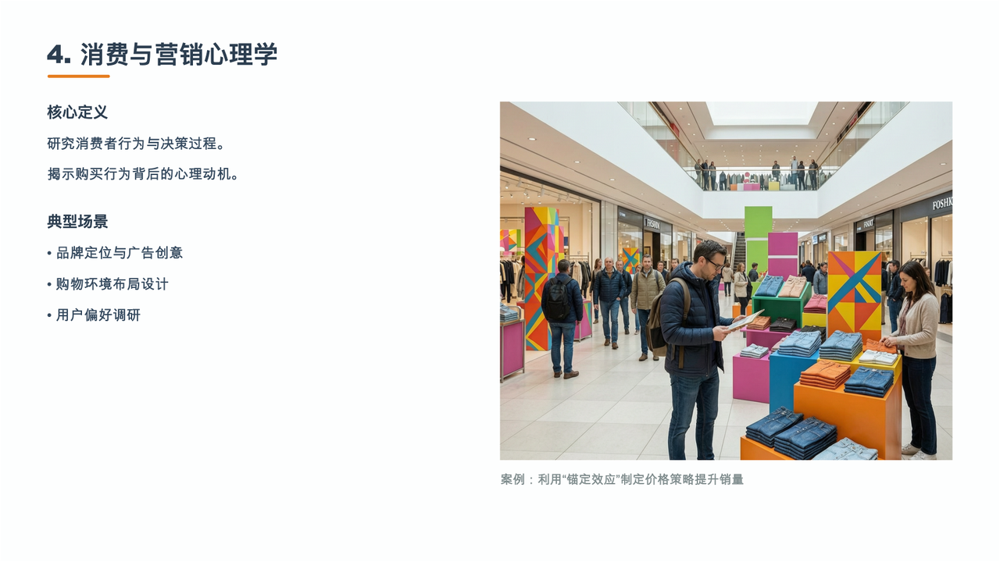 4. 消费与营销心理学
核心定义
研究消费者行为与决策过程。
揭示购买行为背后的心理动机。
典型场景
• 品牌定位与广告创意
• 购物环境布局设计
• 用户偏好调研
FOSHK
案例：利用“锚定效应”制定价格策略提升销量